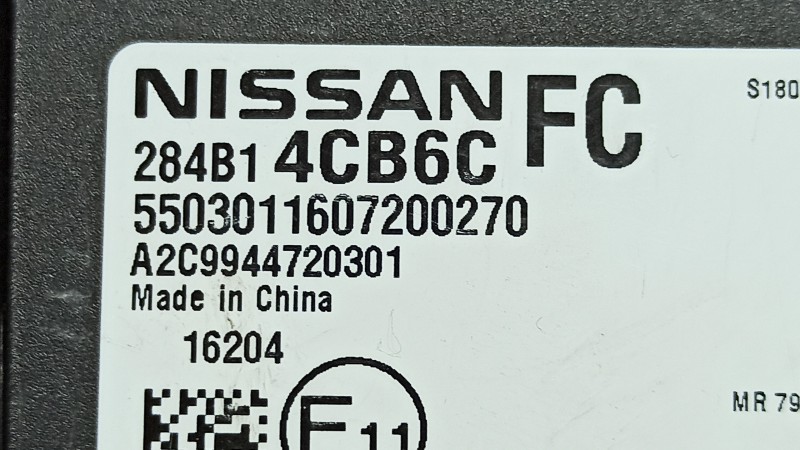 NISSAN FC
S180
284B1 4CB6C
5503011607200270
A2C9944720301
Made in China
16204
MR 79
E11